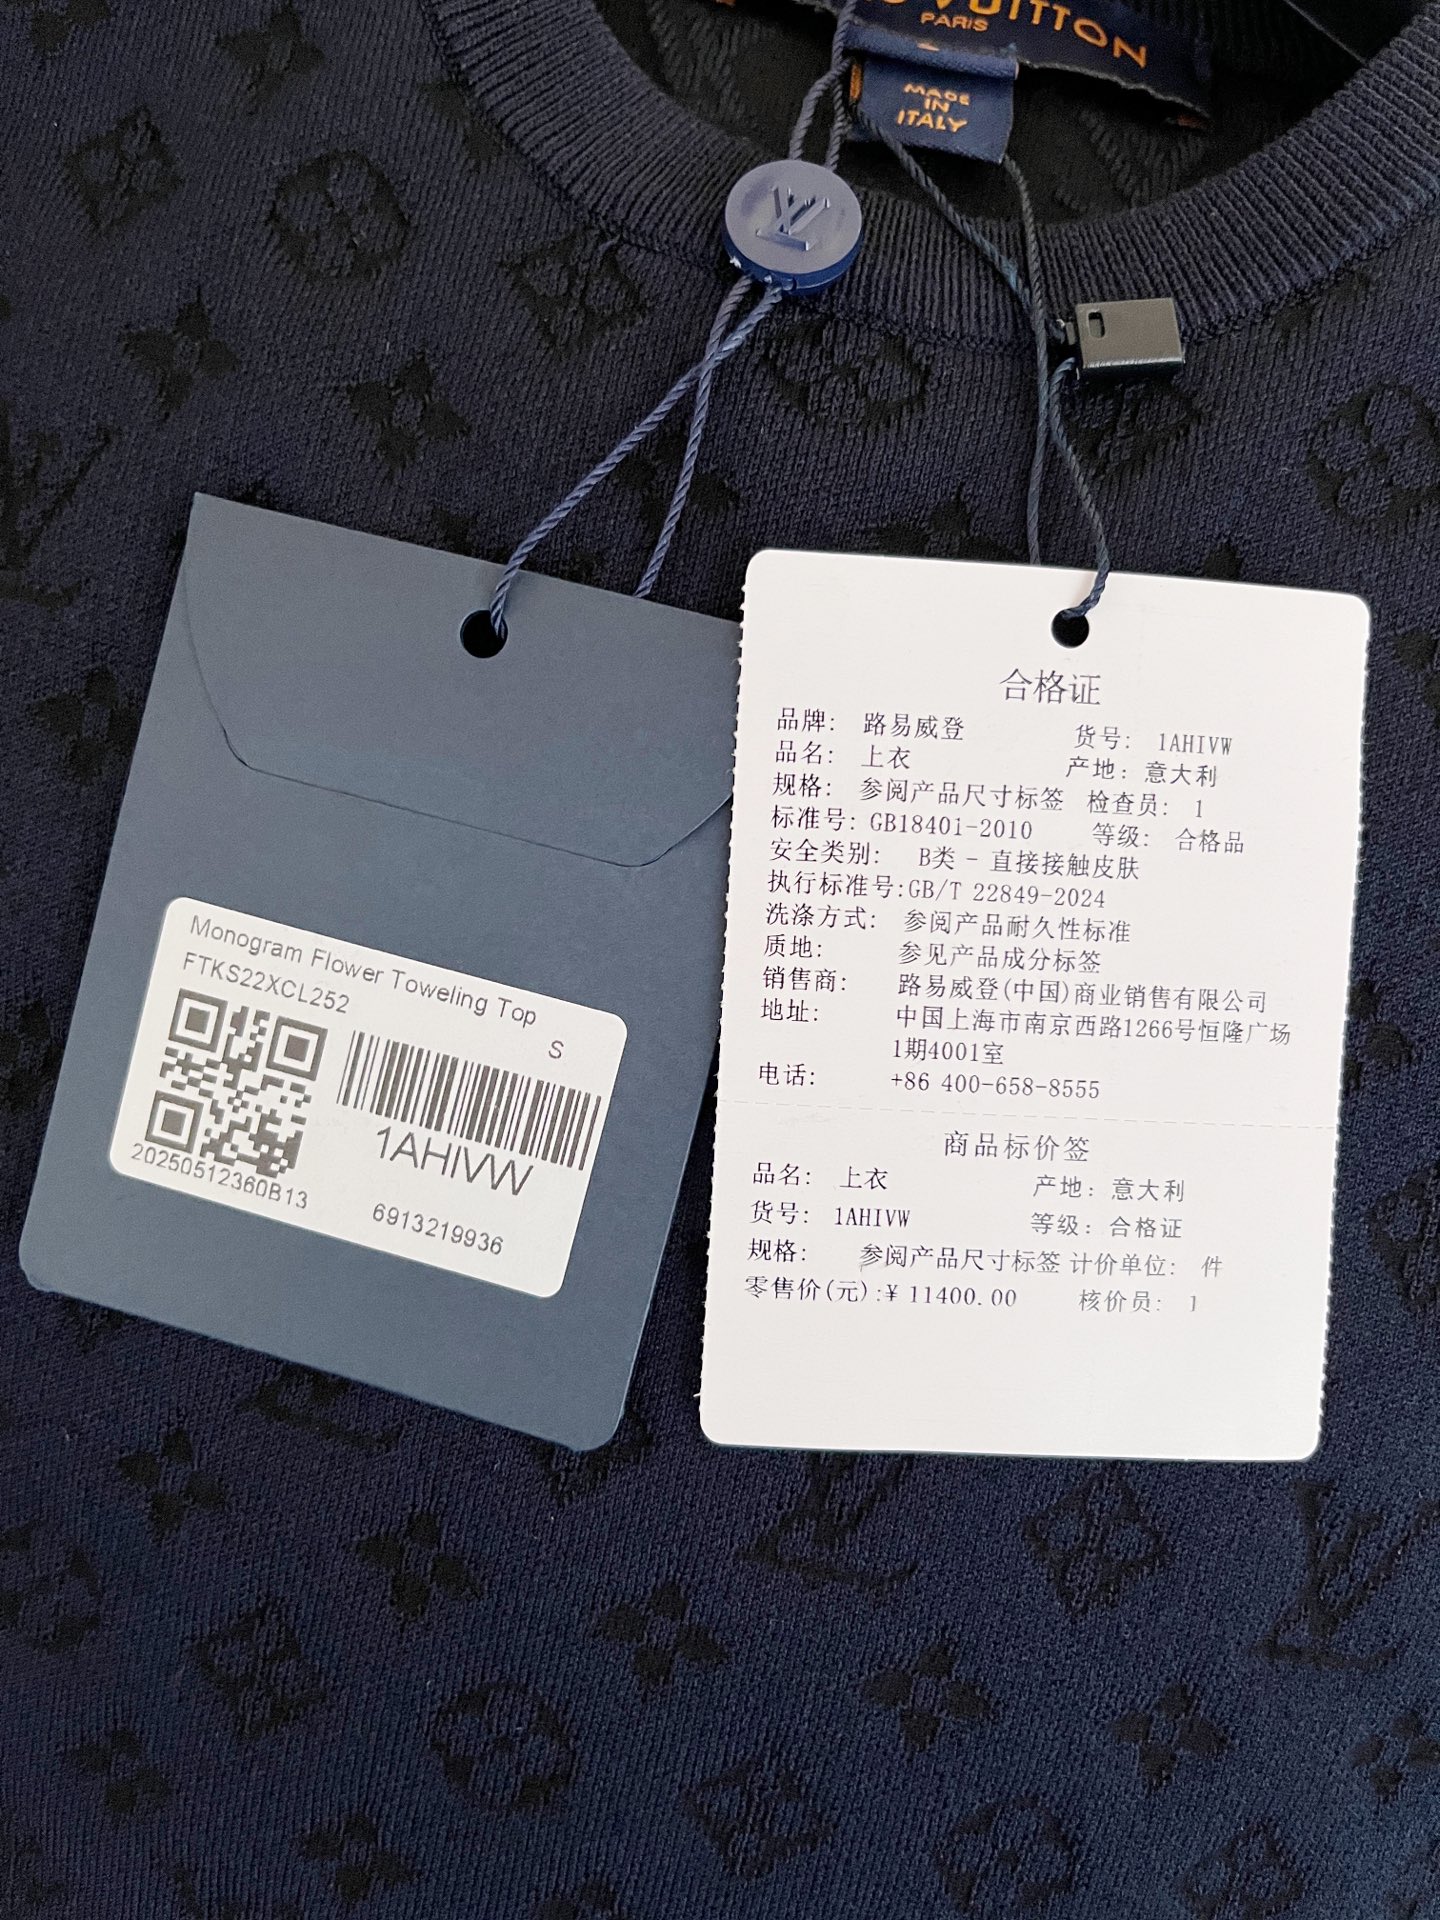 VUITTON
PARIS
MADE
IN
ITALY
LV
Monogram Flower Toweling Top
FTKS22XCL252
S
1AHIVW
20250512360B13
6913219936
合格证
品牌: 路易威登 货号: 1AHIVW
品名: 上衣 产地: 意大利
规格: 参阅产品尺寸标签 检查员: 1
标准号: GB18401-2010 等级: 合格品
安全类别: B类 - 直接接触皮肤
执行标准号:GB/T 22849-2024
洗涤方式: 参阅产品耐久性标准
质地: 参见产品成分标签
销售商: 路易威登(中国)商业销售有限公司
地址: 中国上海市南京西路1266号恒隆广场
1期4001室
电话: +86 400-658-8555
商品标价签
品名: 上衣 产地: 意大利
货号: 1AHIVW 等级: 合格证
规格: 参阅产品尺寸标签 计价单位: 件
零售价(元):¥ 11400.00 核价员: 1